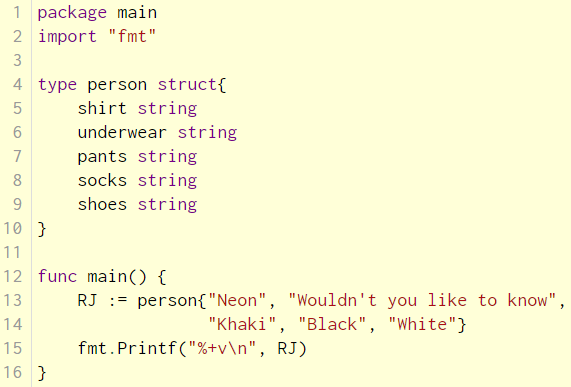 1 package main
2 import "fmt"
3
4 type person struct{
5     shirt string
6     underwear string
7     pants string
8     socks string
9     shoes string
10 }
11
12 func main() {
13     RJ := person{"Neon", "Wouldn't you like to know",
14                  "Khaki", "Black", "White"}
15     fmt.Printf("%+v\n", RJ)
16 }